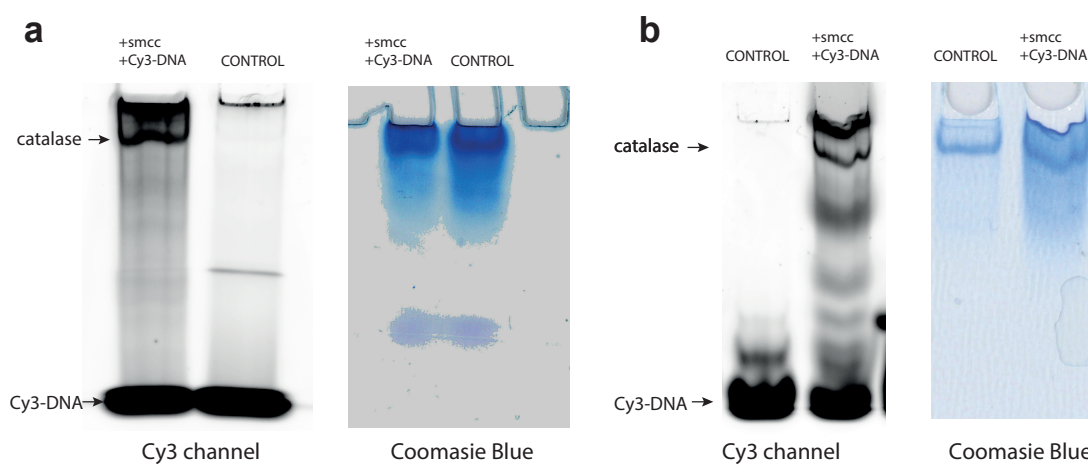 a
+smcc
+Cy3-DNA
CONTROL
+smcc
+Cy3-DNA
CONTROL
catalase
Cy3-DNA
Cy3 channel
Coomasie Blue
b
CONTROL
+smcc
+Cy3-DNA
CONTROL
+smcc
+Cy3-DNA
catalase
Cy3-DNA
Cy3 channel
Coomasie Blue